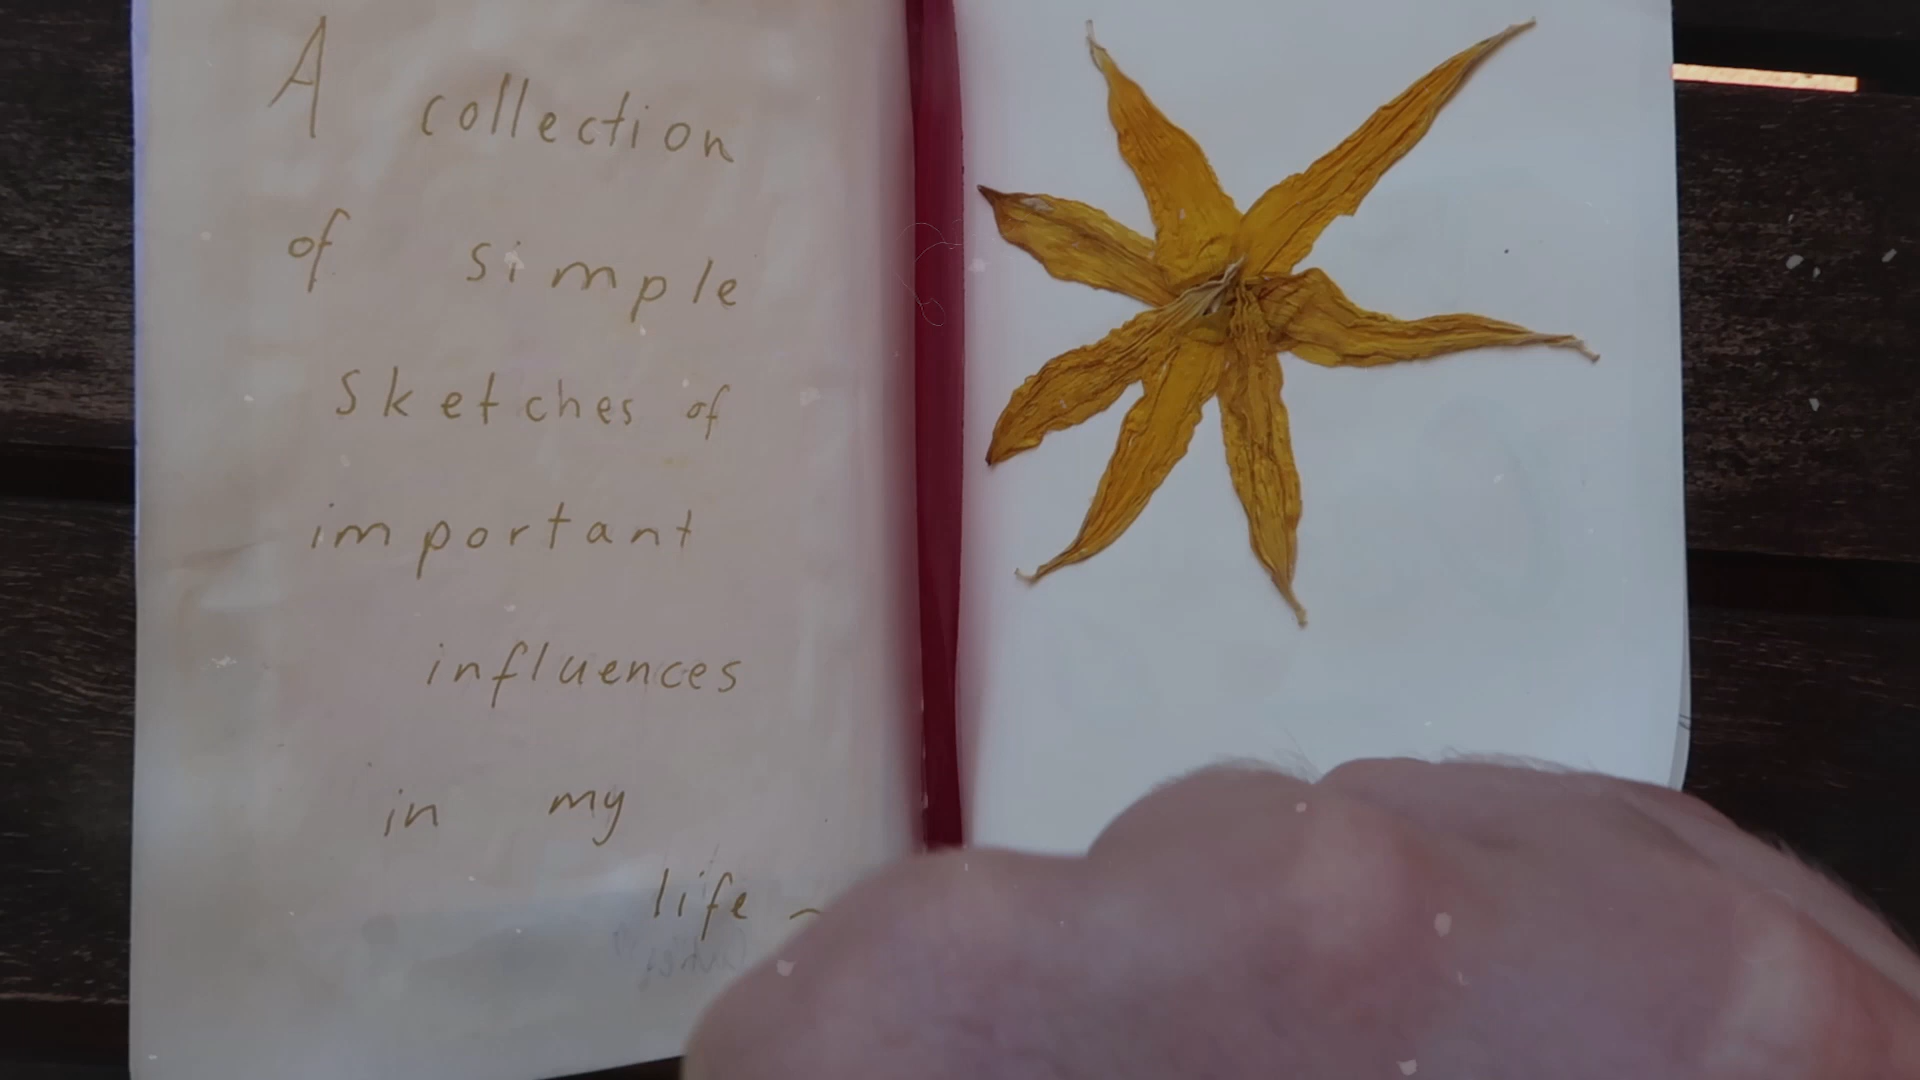 A collection
of simple
sketches of
important
influences
in my
life ~